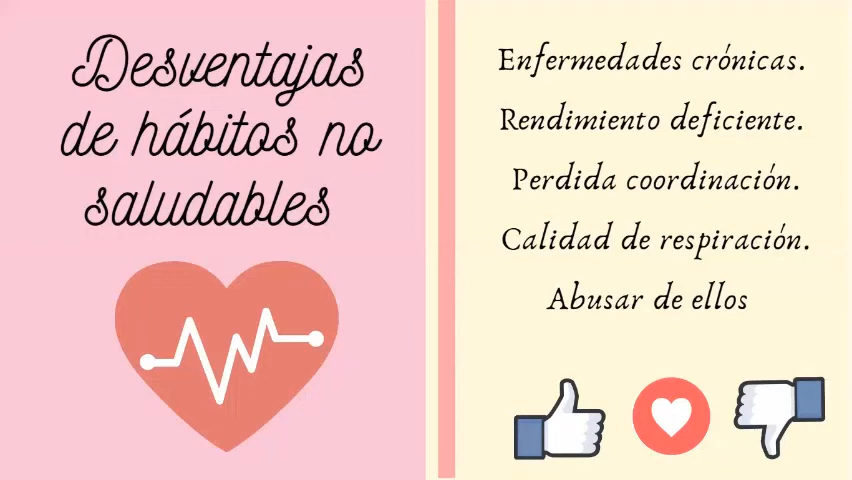 Desventajas
de hábitos no
saludables
Enfermedades crónicas.
Rendimiento deficiente.
Perdida coordinación.
Calidad de respiración.
Abusar de ellos